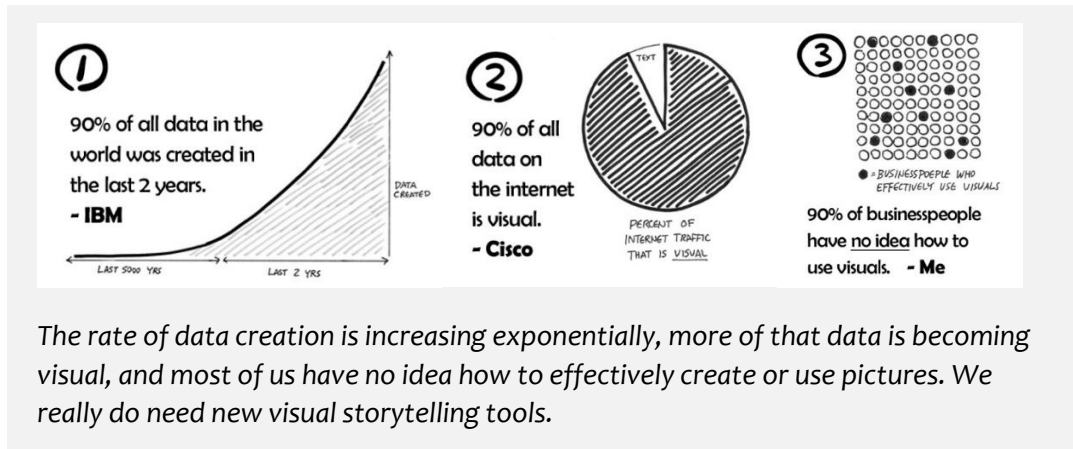 1
90% of all data in the
world was created in
the last 2 years.
- IBM
DATA
CREATED
LAST 5000 YRS
LAST 2 YRS
2
90% of all
data on
the internet
is visual.
- Cisco
TEXT
PERCENT OF
INTERNET TRAFFIC
THAT IS VISUAL
3
= BUSINESSPOEPLE WHO
EFFECTIVELY USE VISUALS
90% of businesspeople
have no idea how to
use visuals. - Me
The rate of data creation is increasing exponentially, more of that data is becoming
visual, and most of us have no idea how to effectively create or use pictures. We
really do need new visual storytelling tools.